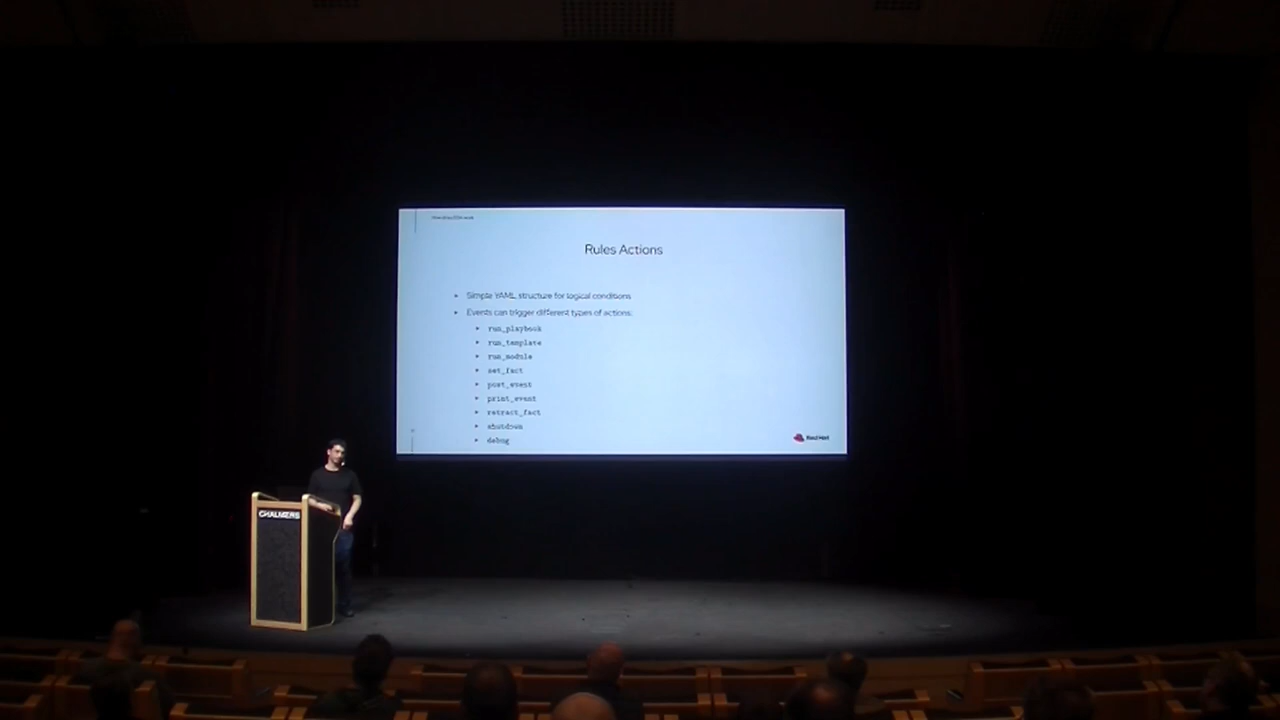 Rules Actions
Simple YAML structure for logical conditions
Events can trigger different types of actions:
run_playbook
run_template
run_module
set_fact
post_event
print_event
retract_fact
shutdown
debug
Red Hat
CHALMERS